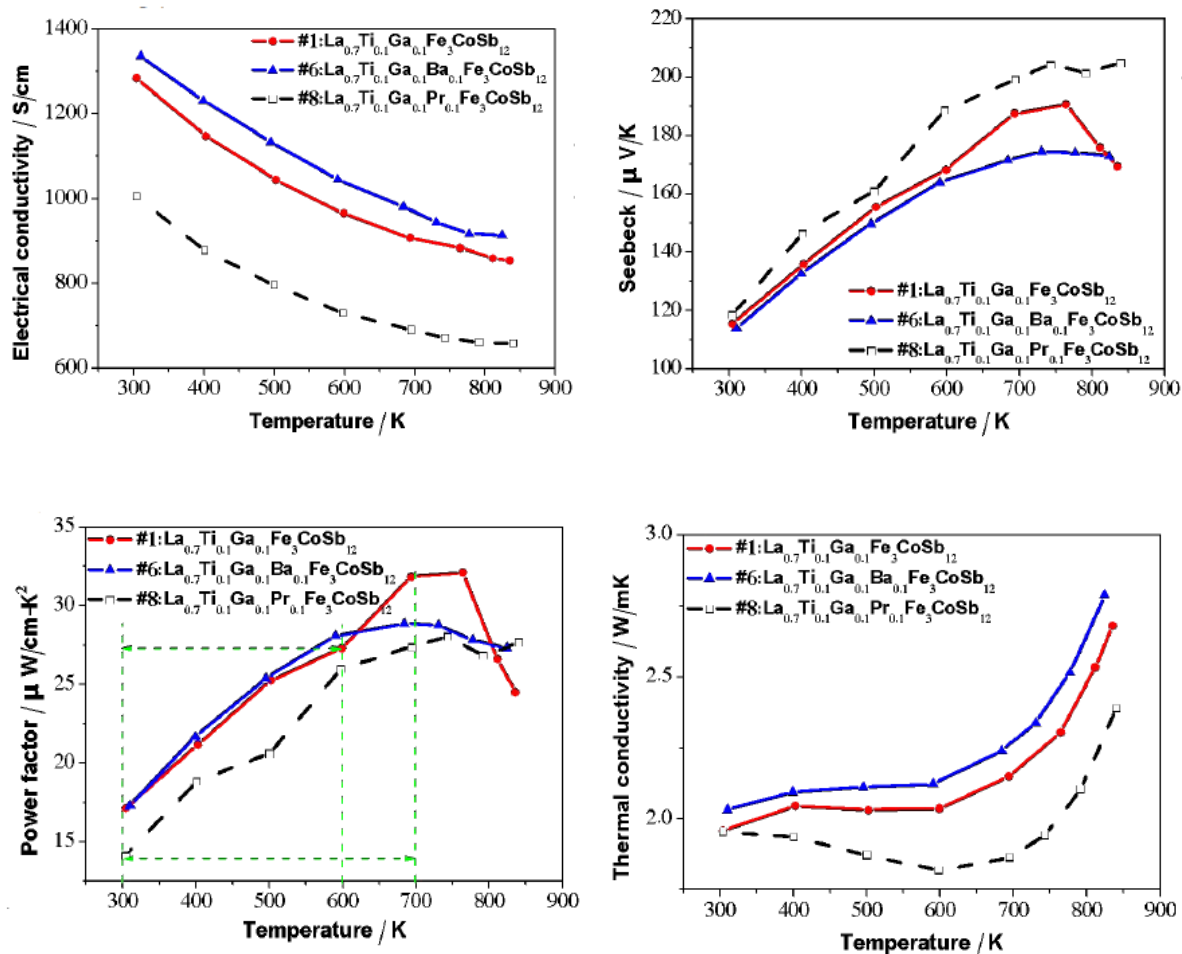 1400
1200
1000
800
600
Electrical conductivity / S/cm
#1:La0.7Ti0.1Ga0.1Fe3CoSb12
#6:La0.7Ti0.1Ga0.1Ba0.1Fe3CoSb12
#8:La0.7Ti0.1Ga0.1Pr0.1Fe3CoSb12
300 400 500 600 700 800 900
Temperature / K
220
200
180
160
140
120
100
Seebeck / μ V/K
#1:La0.7Ti0.1Ga0.1Fe3CoSb12
#6:La0.7Ti0.1Ga0.1Ba0.1Fe3CoSb12
#8:La0.7Ti0.1Ga0.1Pr0.1Fe3CoSb12
300 400 500 600 700 800 900
Temperature / K
35
30
25
20
15
Power factor / μ W/cm-K²
#1:La0.7Ti0.1Ga0.1Fe3CoSb12
#6:La0.7Ti0.1Ga0.1Ba0.1Fe3CoSb12
#8:La0.7Ti0.1Ga0.1Pr0.1Fe3CoSb12
300 400 500 600 700 800 900
Temperature / K
3.0
2.5
2.0
Thermal conductivity / W/mK
#1:La0.7Ti0.1Ga0.1Fe3CoSb12
#6:La0.7Ti0.1Ga0.1Ba0.1Fe3CoSb12
#8:La0.7Ti0.1Ga0.1Pr0.1Fe3CoSb12
300 400 500 600 700 800 900
Temperature / K